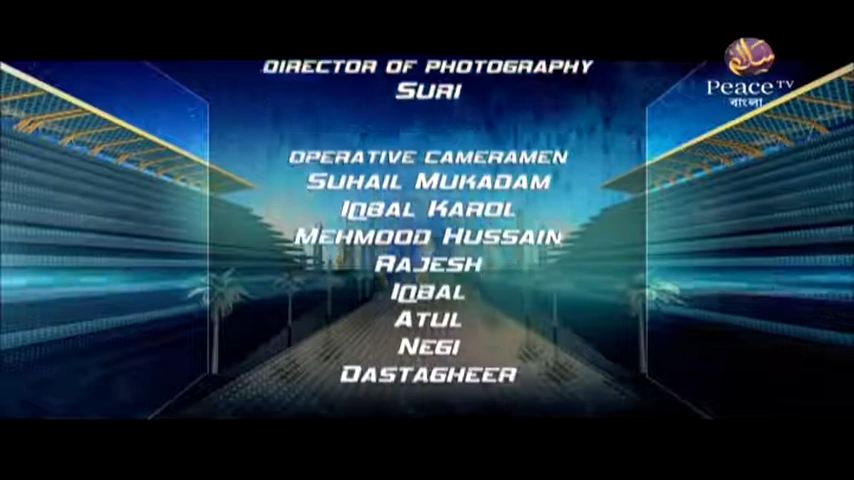 DIRECTOR OF PHOTOGRAPHY
SURI
OPERATIVE CAMERAMEN
SUHAIL MUKADAM
IQBAL KAROL
MEHMOOD HUSSAIN
RAJESH
IQBAL
ATUL
NEGI
DASTAGHEER
سلام
Peace TV
বাংলা